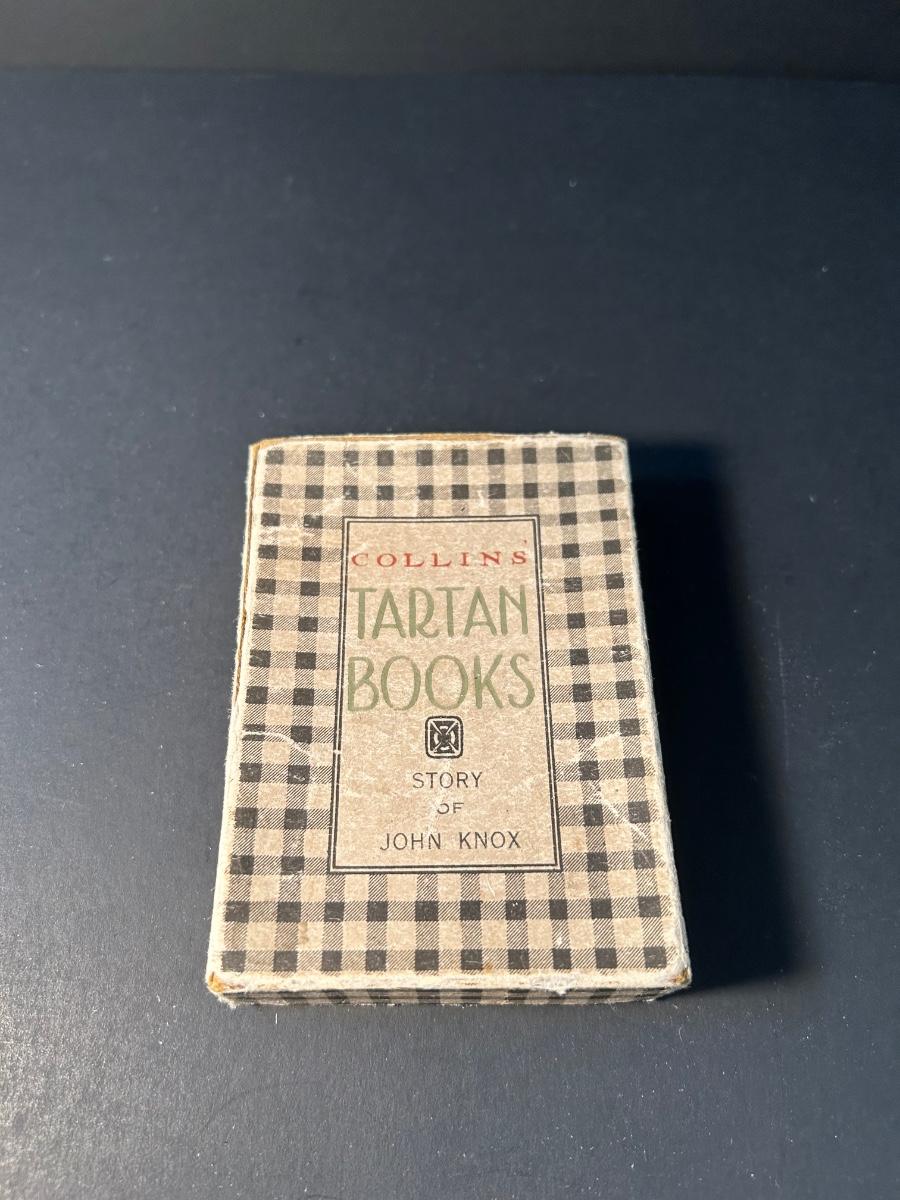 COLLINS'
TARTAN
BOOKS
STORY
OF
JOHN KNOX